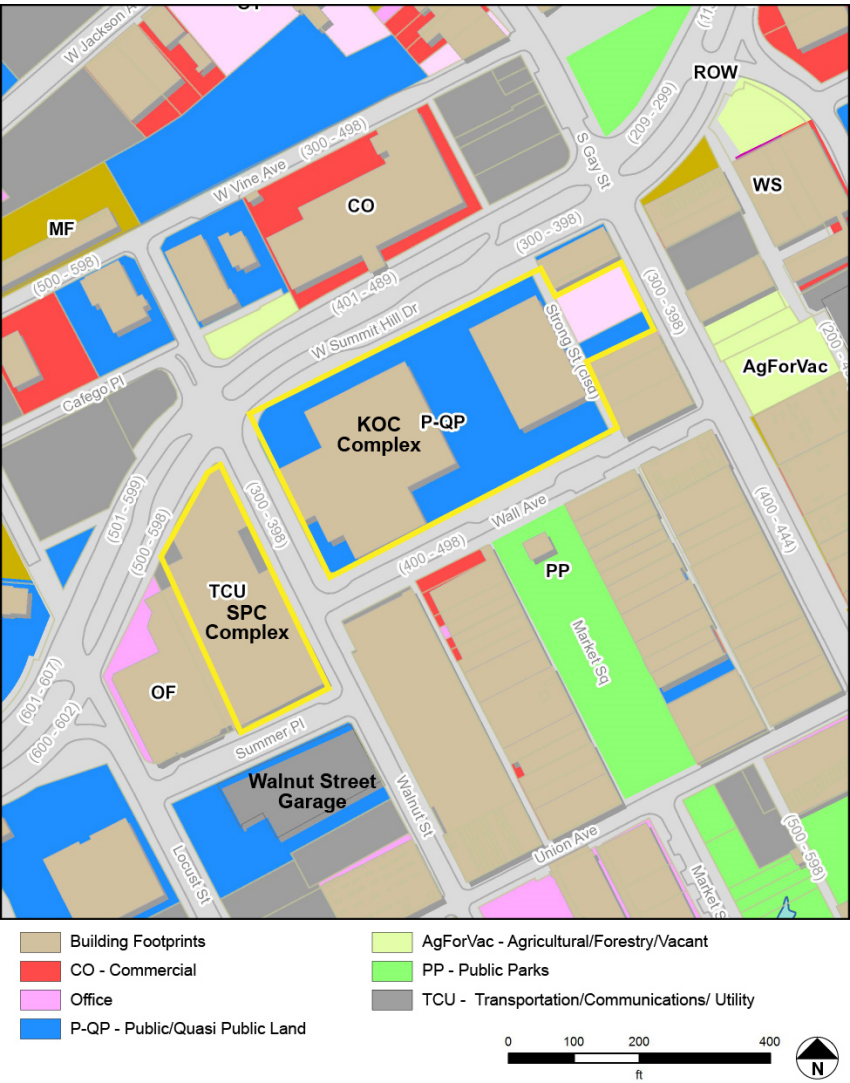 W Jackson A
(209 - 299)
ROW
(300 - 498)
W Vine Ave
S Gay St
WS
CO
MF
(300 - 398)
(500 - 598)
(401 - 489)
(300 - 398)
W Summit Hill Dr
Strong St (clsd)
AgForVac
Cafego Pl
KOC
Complex
P-QP
(501 - 599)
(500 - 598)
(300 - 398)
Wall Ave
(400 - 444)
(400 - 498)
PP
TCU
SPC
Complex
Market Sq
OF
(601 - 607)
(600 - 602)
Summer Pl
Walnut Street
Garage
Walnut St
Union Ave
(500 - 598)
Locust St
Market S
Building Footprints
CO - Commercial
Office
P-QP - Public/Quasi Public Land
AgForVac - Agricultural/Forestry/Vacant
PP - Public Parks
TCU - Transportation/Communications/ Utility
0 100 200 400
ft
N